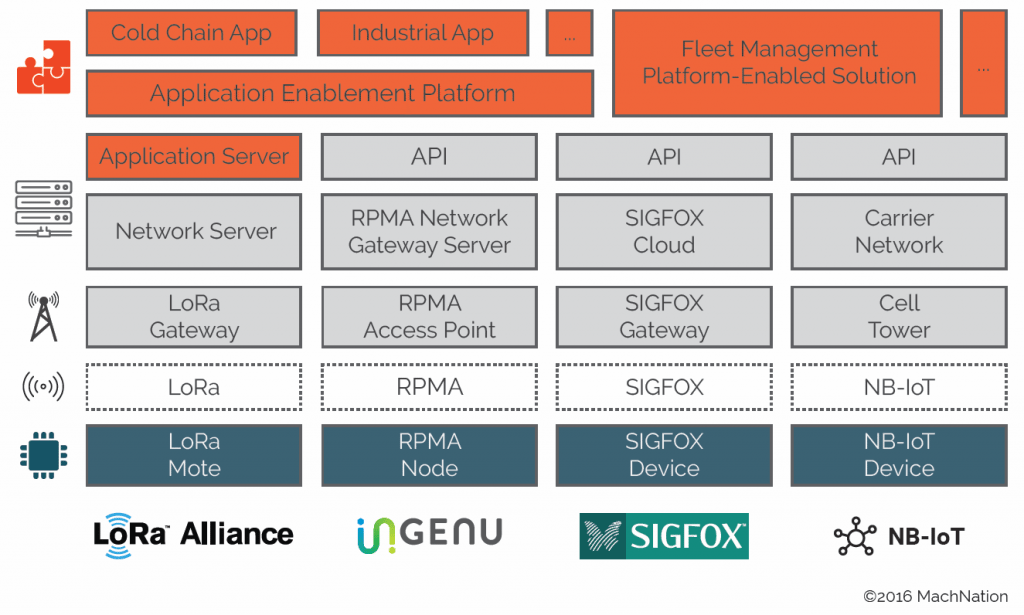 Cold Chain App
Industrial App
...
Fleet Management
Platform-Enabled Solution
...
Application Enablement Platform
Application Server
API
API
API
Network Server
RPMA Network
Gateway Server
SIGFOX
Cloud
Carrier
Network
LoRa
Gateway
RPMA
Access Point
SIGFOX
Gateway
Cell
Tower
LoRa
RPMA
SIGFOX
NB-IoT
LoRa
Mote
RPMA
Node
SIGFOX
Device
NB-IoT
Device
LoRa™ Alliance
inGENU
SIGFOX™
NB-IoT
©2016 MachNation